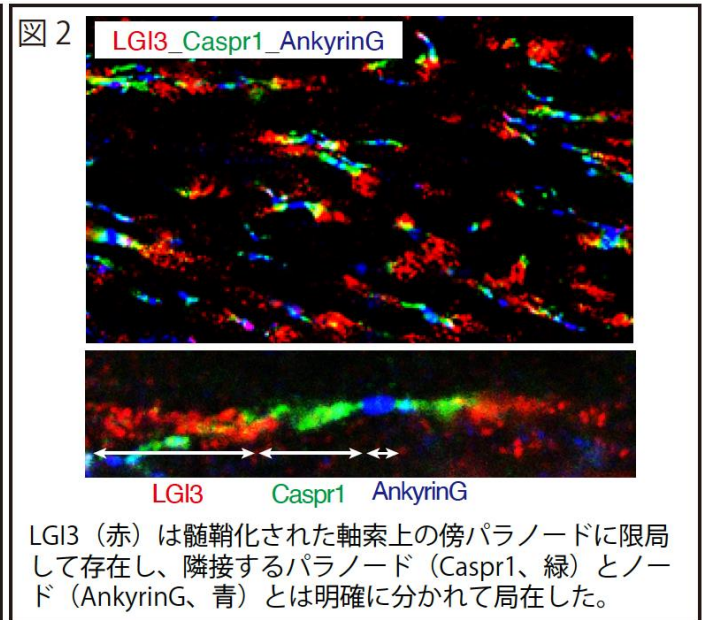 図2
LGI3_Caspr1_AnkyrinG
LGI3 Caspr1 AnkyrinG
LGI3（赤）は髄鞘化された軸索上の傍パラノードに限局
して存在し、隣接するパラノード（Caspr1、緑）とノー
ド（AnkyrinG、青）とは明確に分かれて局在した。